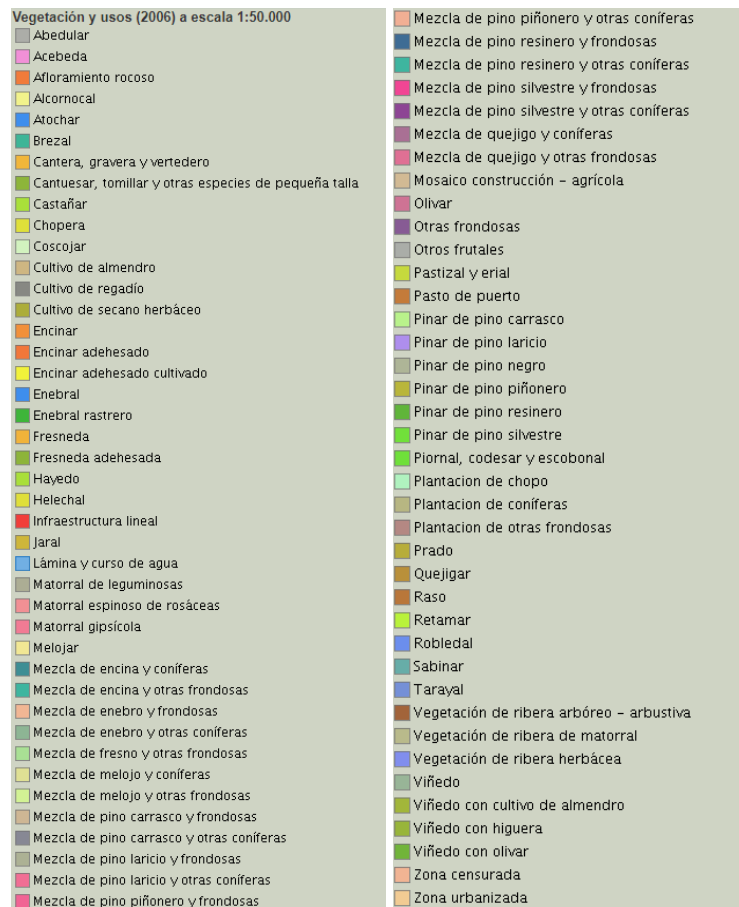 Vegetación y usos (2006) a escala 1:50.000
Abedular
Acebeda
Afloramiento rocoso
Alcornocal
Atochar
Brezal
Cantera, gravera y vertedero
Cantuesar, tomillar y otras especies de pequeña talla
Castañar
Chopera
Coscojar
Cultivo de almendro
Cultivo de regadío
Cultivo de secano herbáceo
Encinar
Encinar adehesado
Encinar adehesado cultivado
Enebral
Enebral rastrero
Fresneda
Fresneda adehesada
Hayedo
Helechal
Infraestructura lineal
Jaral
Lámina y curso de agua
Matorral de leguminosas
Matorral espinoso de rosáceas
Matorral gipsícola
Melojar
Mezcla de encina y coníferas
Mezcla de encina y otras frondosas
Mezcla de enebro y frondosas
Mezcla de enebro y otras coníferas
Mezcla de fresno y otras frondosas
Mezcla de melojo y coníferas
Mezcla de melojo y otras frondosas
Mezcla de pino carrasco y frondosas
Mezcla de pino carrasco y otras coníferas
Mezcla de pino laricio y frondosas
Mezcla de pino laricio y otras coníferas
Mezcla de pino piñonero y frondosas
Mezcla de pino piñonero y otras coníferas
Mezcla de pino resinero y frondosas
Mezcla de pino resinero y otras coníferas
Mezcla de pino silvestre y frondosas
Mezcla de pino silvestre y otras coníferas
Mezcla de quejigo y coníferas
Mezcla de quejigo y otras frondosas
Mosaico construcción – agrícola
Olivar
Otras frondosas
Otros frutales
Pastizal y erial
Pasto de puerto
Pinar de pino carrasco
Pinar de pino laricio
Pinar de pino negro
Pinar de pino piñonero
Pinar de pino resinero
Pinar de pino silvestre
Piornal, codesar y escobonal
Plantacion de chopo
Plantacion de coníferas
Plantacion de otras frondosas
Prado
Quejigar
Raso
Retamar
Robledal
Sabinar
Tarayal
Vegetación de ribera arbóreo – arbustiva
Vegetación de ribera de matorral
Vegetación de ribera herbácea
Viñedo
Viñedo con cultivo de almendro
Viñedo con higuera
Viñedo con olivar
Zona censurada
Zona urbanizada